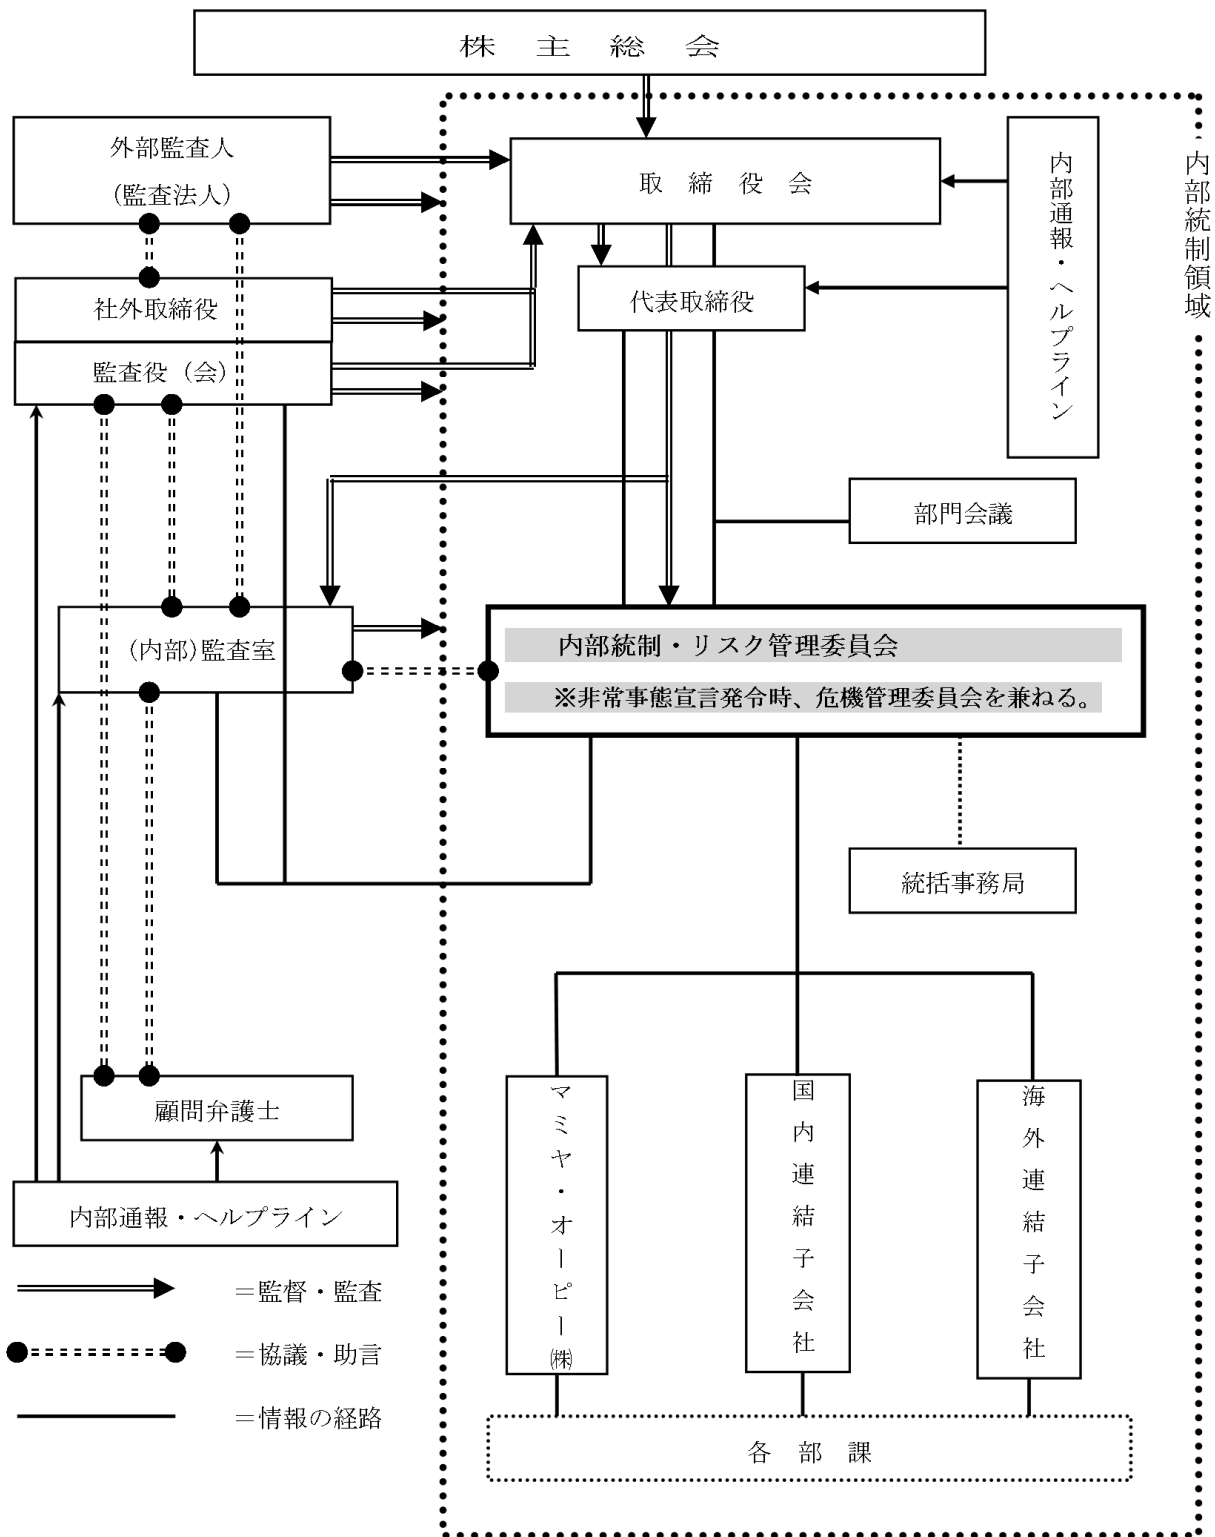 株主総会
外部監査人
(監査法人)
取締役会
内部通報・ヘルプライン
内部統制領域
社外取締役
代表取締役
監査役(会)
部門会議
(内部)監査室
内部統制・リスク管理委員会
※非常事態宣言発令時、危機管理委員会を兼ねる。
統括事務局
顧問弁護士
内部通報・ヘルプライン
マミヤ・オーピー㈱
国内連結子会社
海外連結子会社
各部課
=監督・監査
=協議・助言
=情報の経路